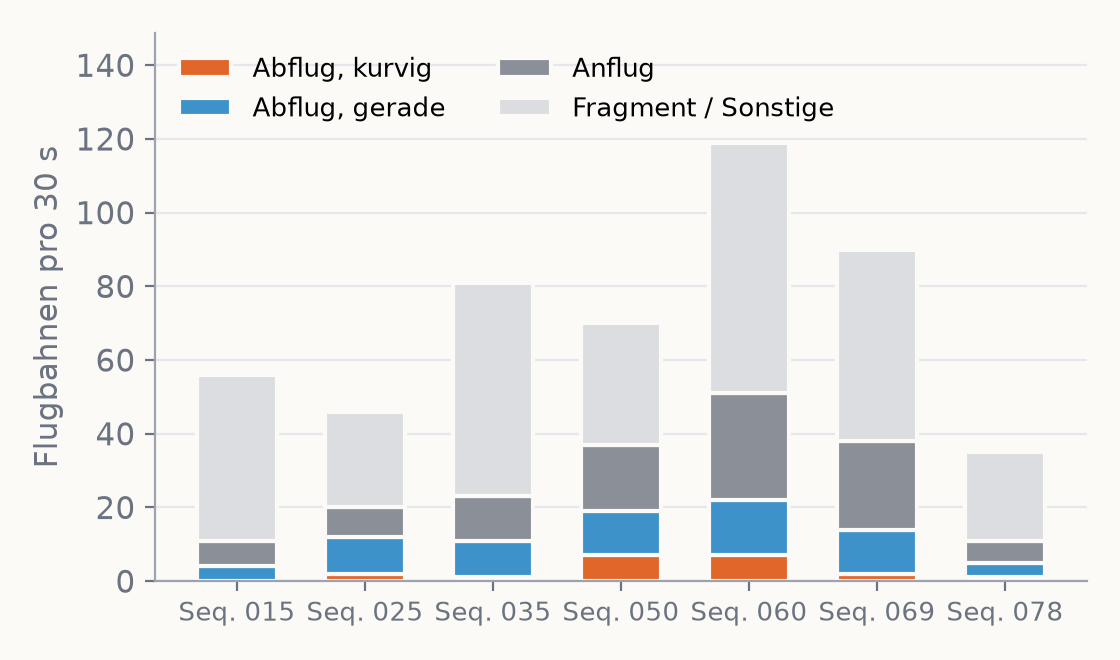 Abflug, kurvig
Abflug, gerade
Anflug
Fragment / Sonstige
Flugbahnen pro 30 s
140
120
100
80
60
40
20
0
Seq. 015 Seq. 025 Seq. 035 Seq. 050 Seq. 060 Seq. 069 Seq. 078